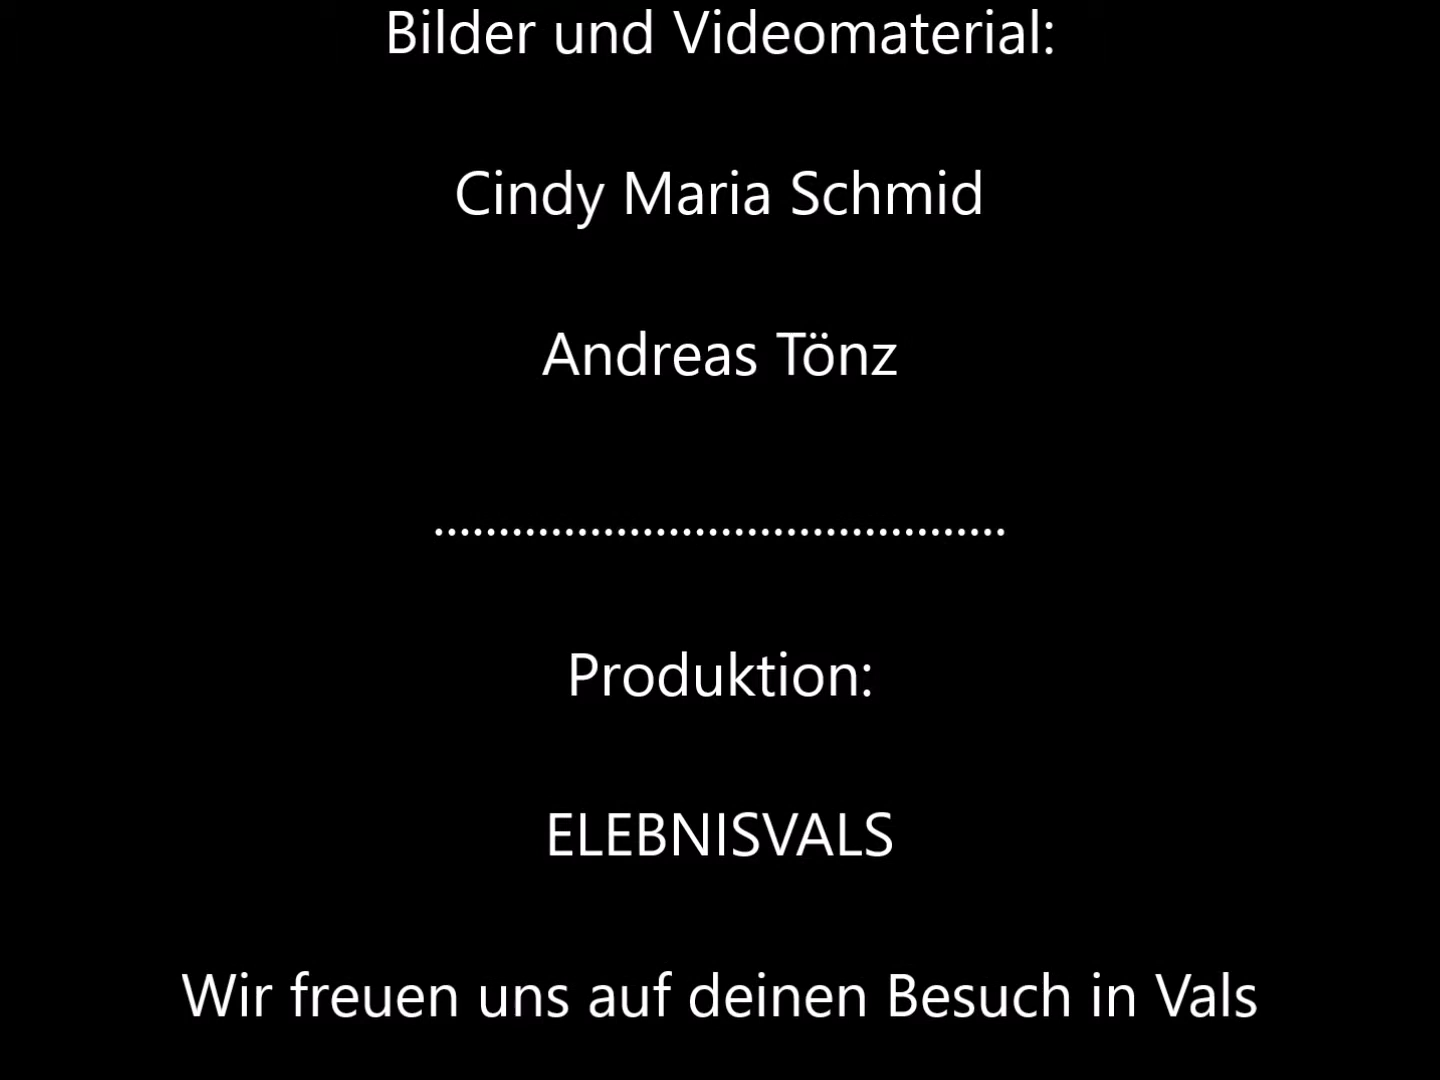 Bilder und Videomaterial:
Cindy Maria Schmid
Andreas Tönz
............................................
Produktion:
ELEBNISVALS
Wir freuen uns auf deinen Besuch in Vals